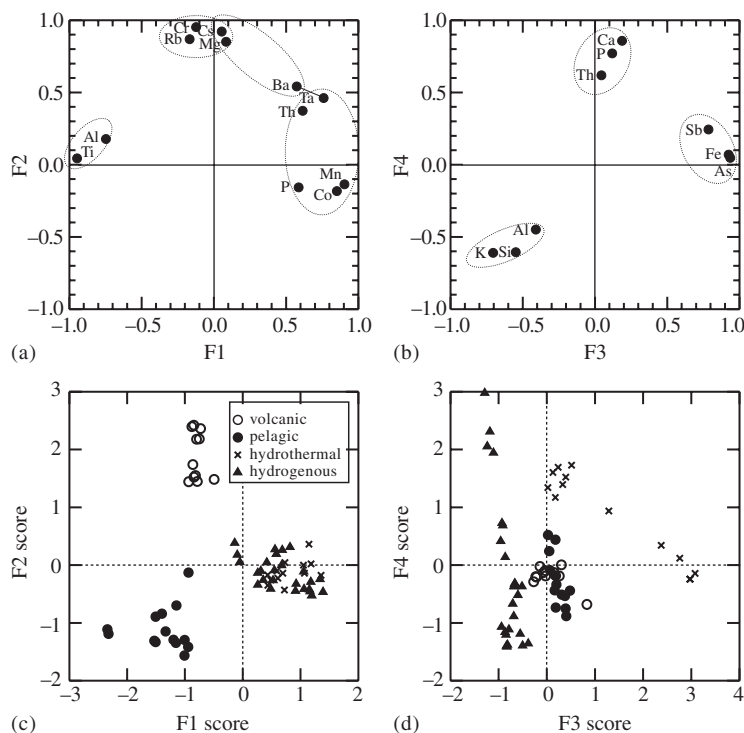 1.0
0.5
0.0
−0.5
−1.0
F2
Cr
Rb
Cs
Mg
Ba
Ta
Th
Al
Ti
P
Mn
Co
−1.0
−0.5
0.0
0.5
1.0
(a)
F1
1.0
0.5
0.0
−0.5
−1.0
F4
Ca
P
Th
Sb
Fe
As
Al
K
Si
−1.0
−0.5
0.0
0.5
1.0
(b)
F3
3
2
1
0
−1
−2
F2 score
volcanic
pelagic
hydrothermal
hydrogenous
−3
−2
−1
0
1
2
(c)
F1 score
3
2
1
0
−1
−2
F4 score
−2
−1
0
1
2
3
4
(d)
F3 score